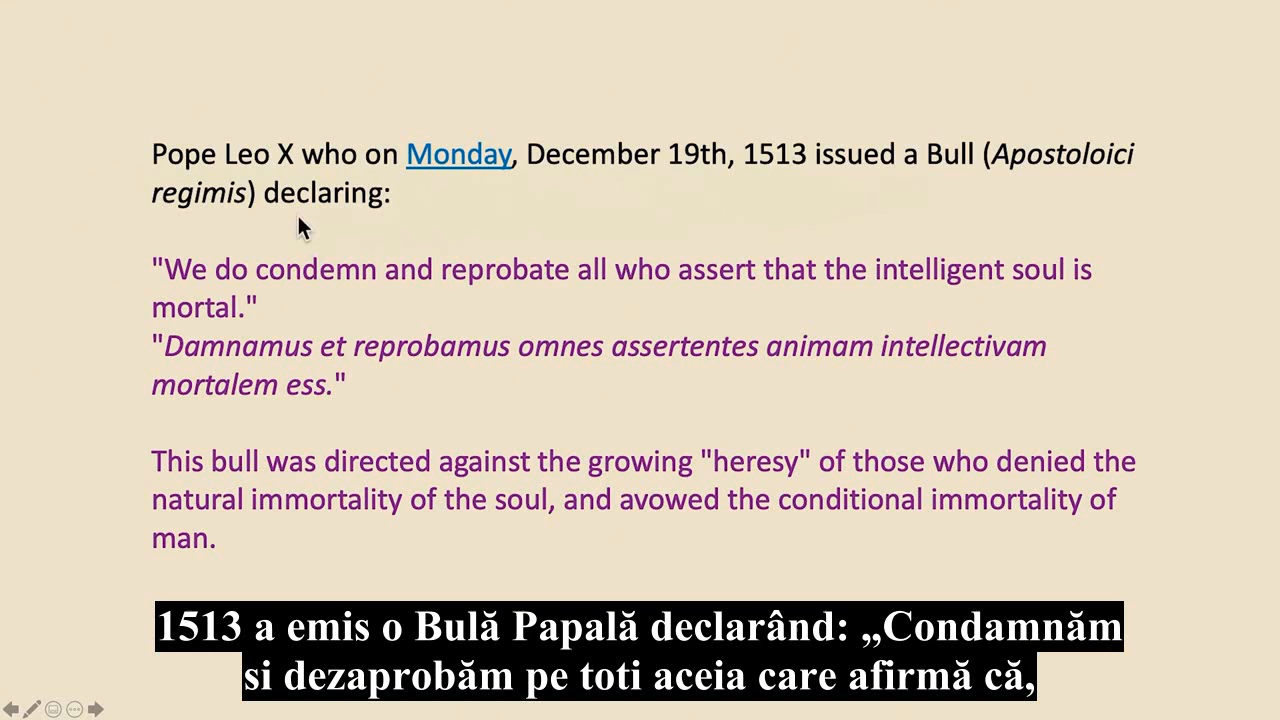 Pope Leo X who on Monday, December 19th, 1513 issued a Bull (Apostoloici
regimis) declaring:
"We do condemn and reprobate all who assert that the intelligent soul is
mortal."
"Damnamus et reprobamus omnes assertentes animam intellectivam
mortalem ess."
This bull was directed against the growing "heresy" of those who denied the
natural immortality of the soul, and avowed the conditional immortality of
man.
1513 a emis o Bulă Papală declarând: „Condamnăm
si dezaprobăm pe toti aceia care afirmă că,